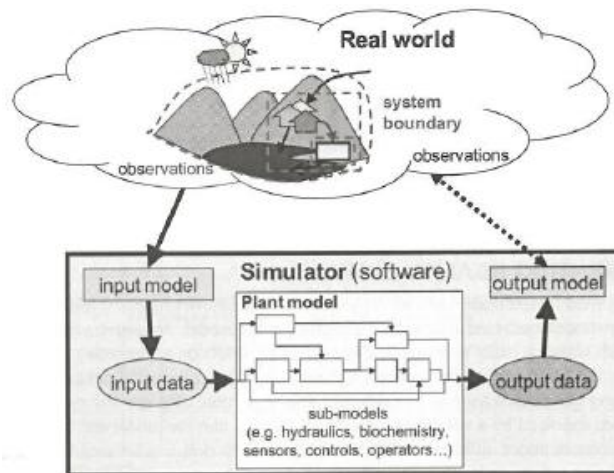 Real world
system
boundary
observations
observations
input model
Simulator (software)
output model
Plant model
input data
output data
sub-models
(e.g. hydraulics, biochemistry,
sensors, controls, operators...)